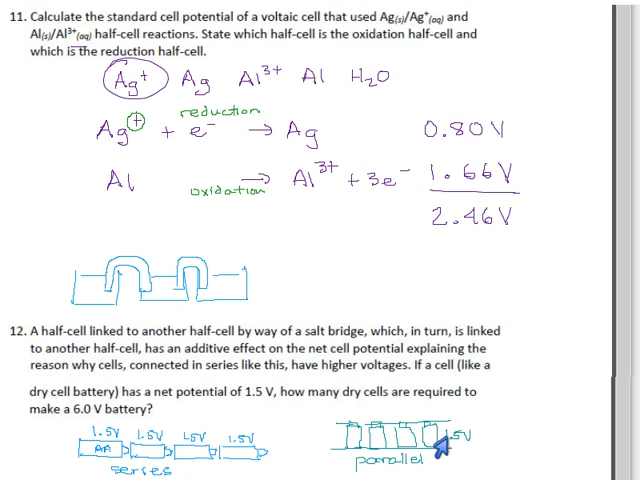 11. Calculate the standard cell potential of a voltaic cell that used Ag(s)/Ag⁺(aq) and
Al(s)/Al³⁺(aq) half-cell reactions. State which half-cell is the oxidation half-cell and
which is the reduction half-cell.
Ag⁺ Ag Al³⁺ Al H₂O
reduction
Ag⁺ + e⁻ → Ag 0.80V
Al → Al³⁺ + 3e⁻ 1.66V
oxidation
2.46V
12. A half-cell linked to another half-cell by way of a salt bridge, which, in turn, is linked
to another half-cell, has an additive effect on the net cell potential explaining the
reason why cells, connected in series like this, have higher voltages. If a cell (like a
dry cell battery) has a net potential of 1.5 V, how many dry cells are required to
make a 6.0 V battery?
1.5V 1.5V 1.5V 1.5V
AA
series
parallel